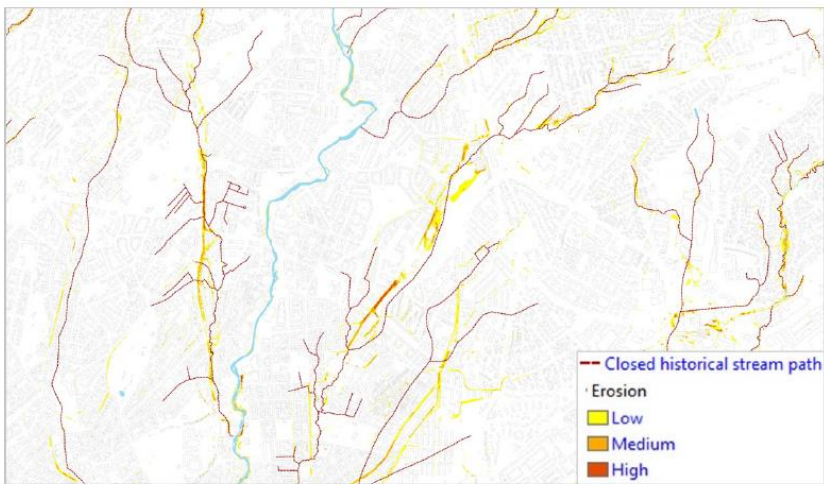 Closed historical stream path
Erosion
Low
Medium
High